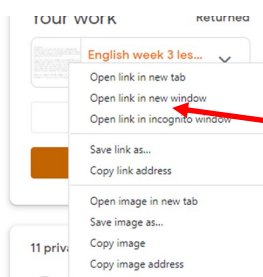 Your work Returned
English week 3 les...
Open link in new tab
Open link in new window
Open link in incognito window
Save link as...
Copy link address
Open image in new tab
Save image as...
11 priva Copy image
Copy image address